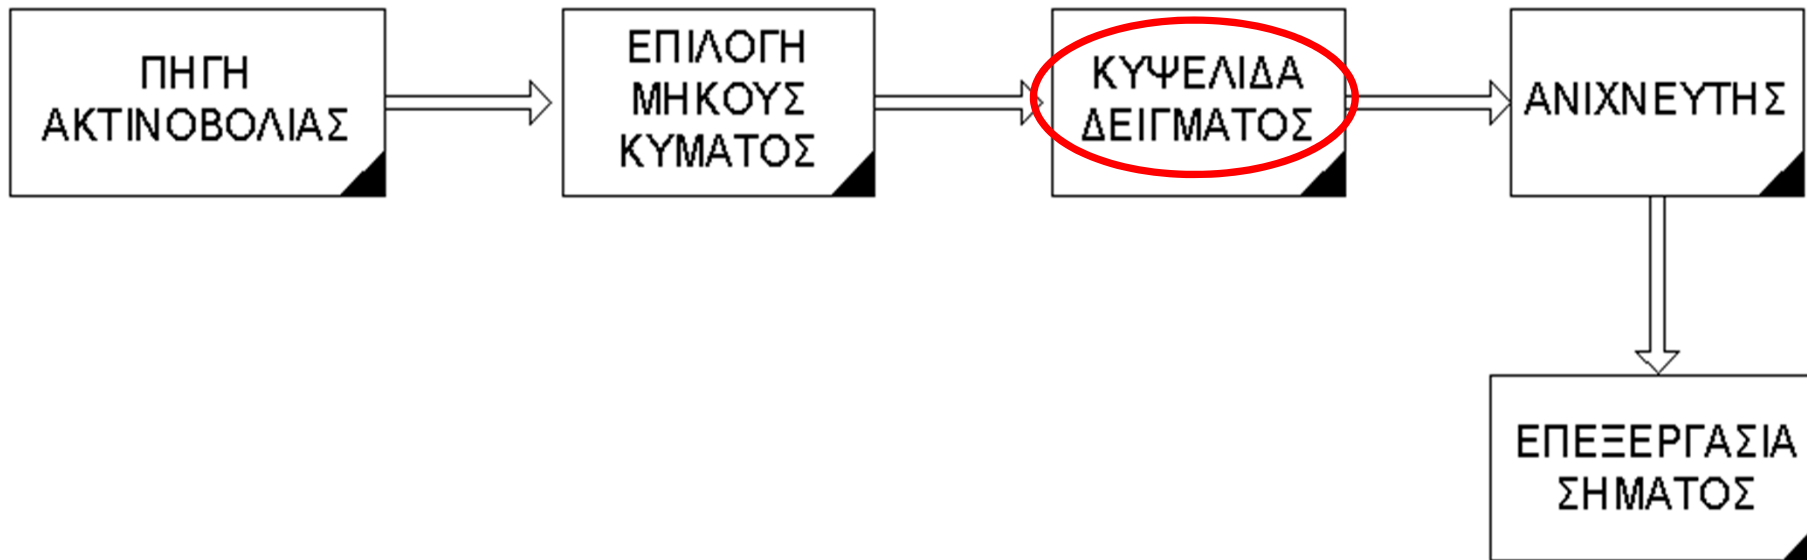 ΠΗΓΗ
ΑΚΤΙΝΟΒΟΛΙΑΣ
ΕΠΙΛΟΓΗ
ΜΗΚΟΥΣ
ΚΥΜΑΤΟΣ
ΚΥΨΕΛΙΔΑ
ΔΕΙΓΜΑΤΟΣ
ΑΝΙΧΝΕΥΤΗΣ
ΕΠΕΞΕΡΓΑΣΙΑ
ΣΗΜΑΤΟΣ